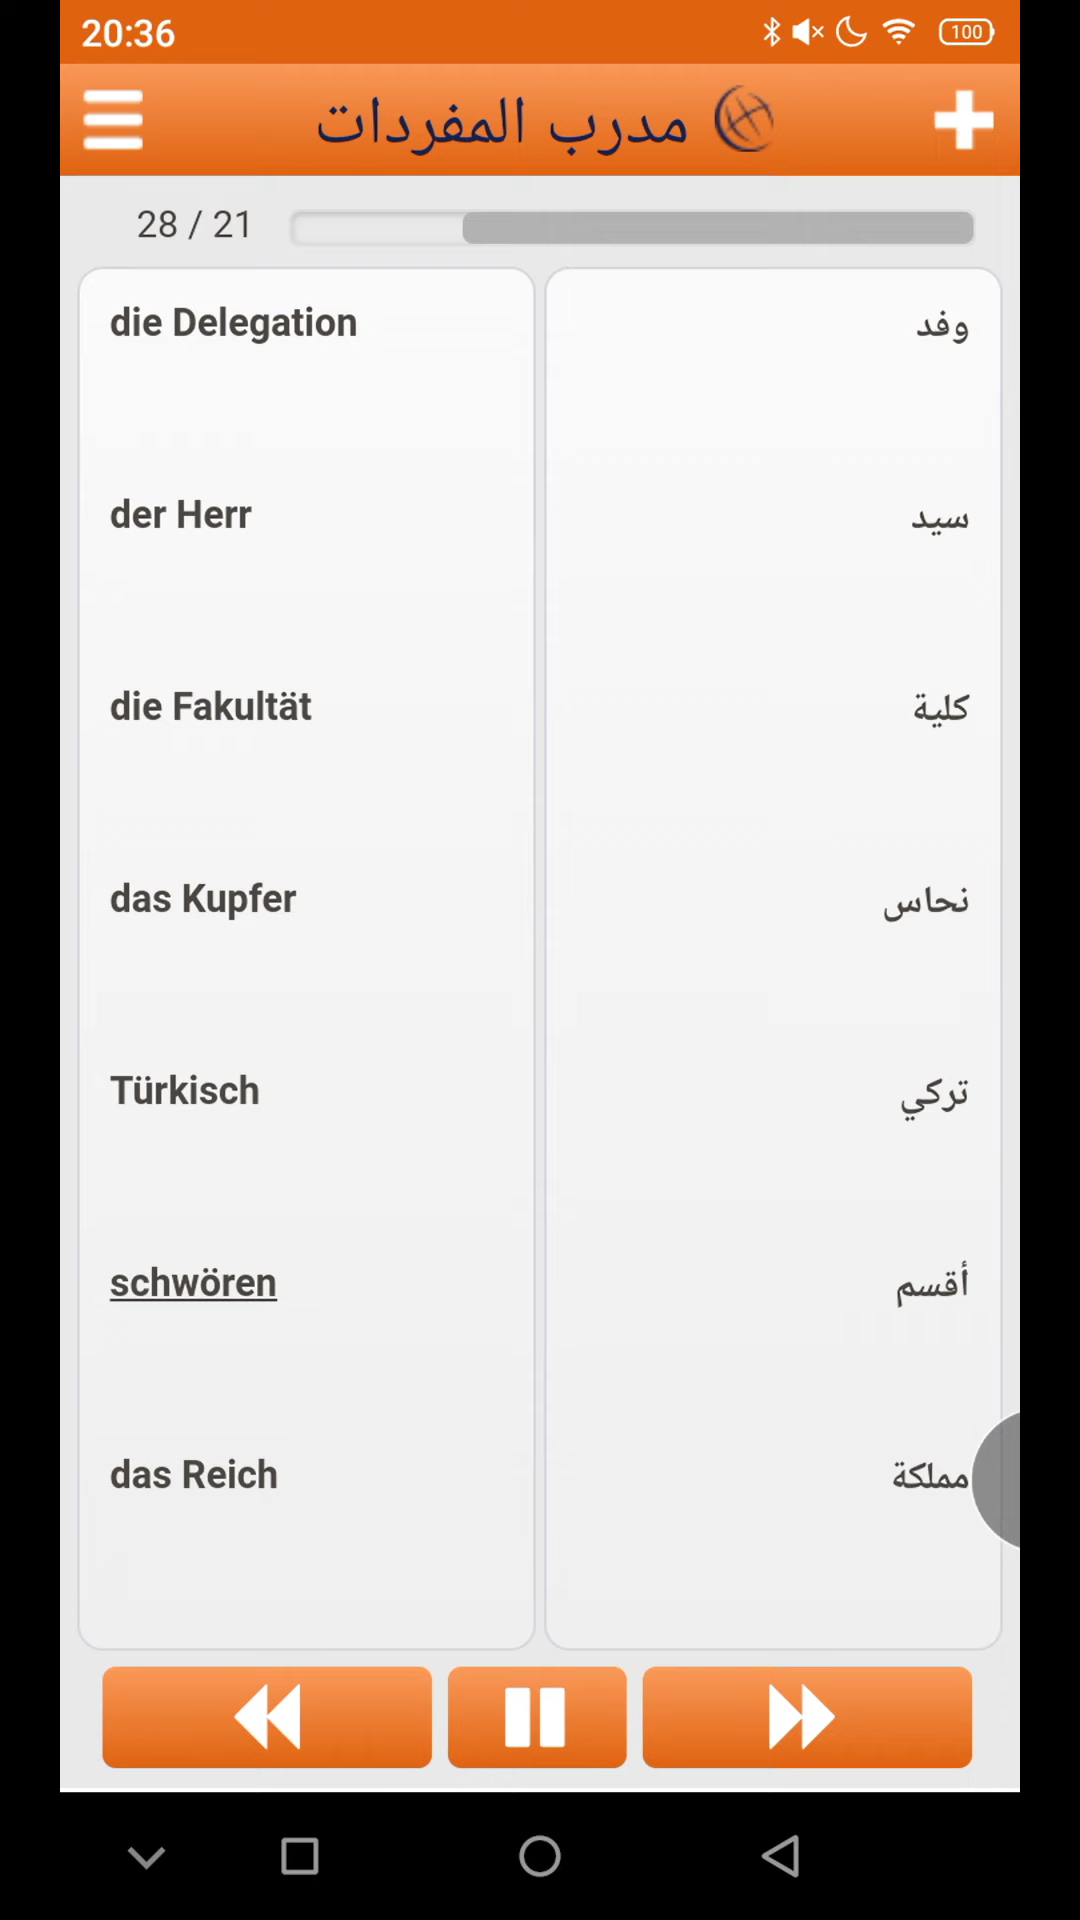 20:36
100
مدرب المفردات
28 / 21
die Delegation
وفد
der Herr
سيد
die Fakultät
كلية
das Kupfer
نحاس
Türkisch
تركي
schwören
أقسم
das Reich
مملكة